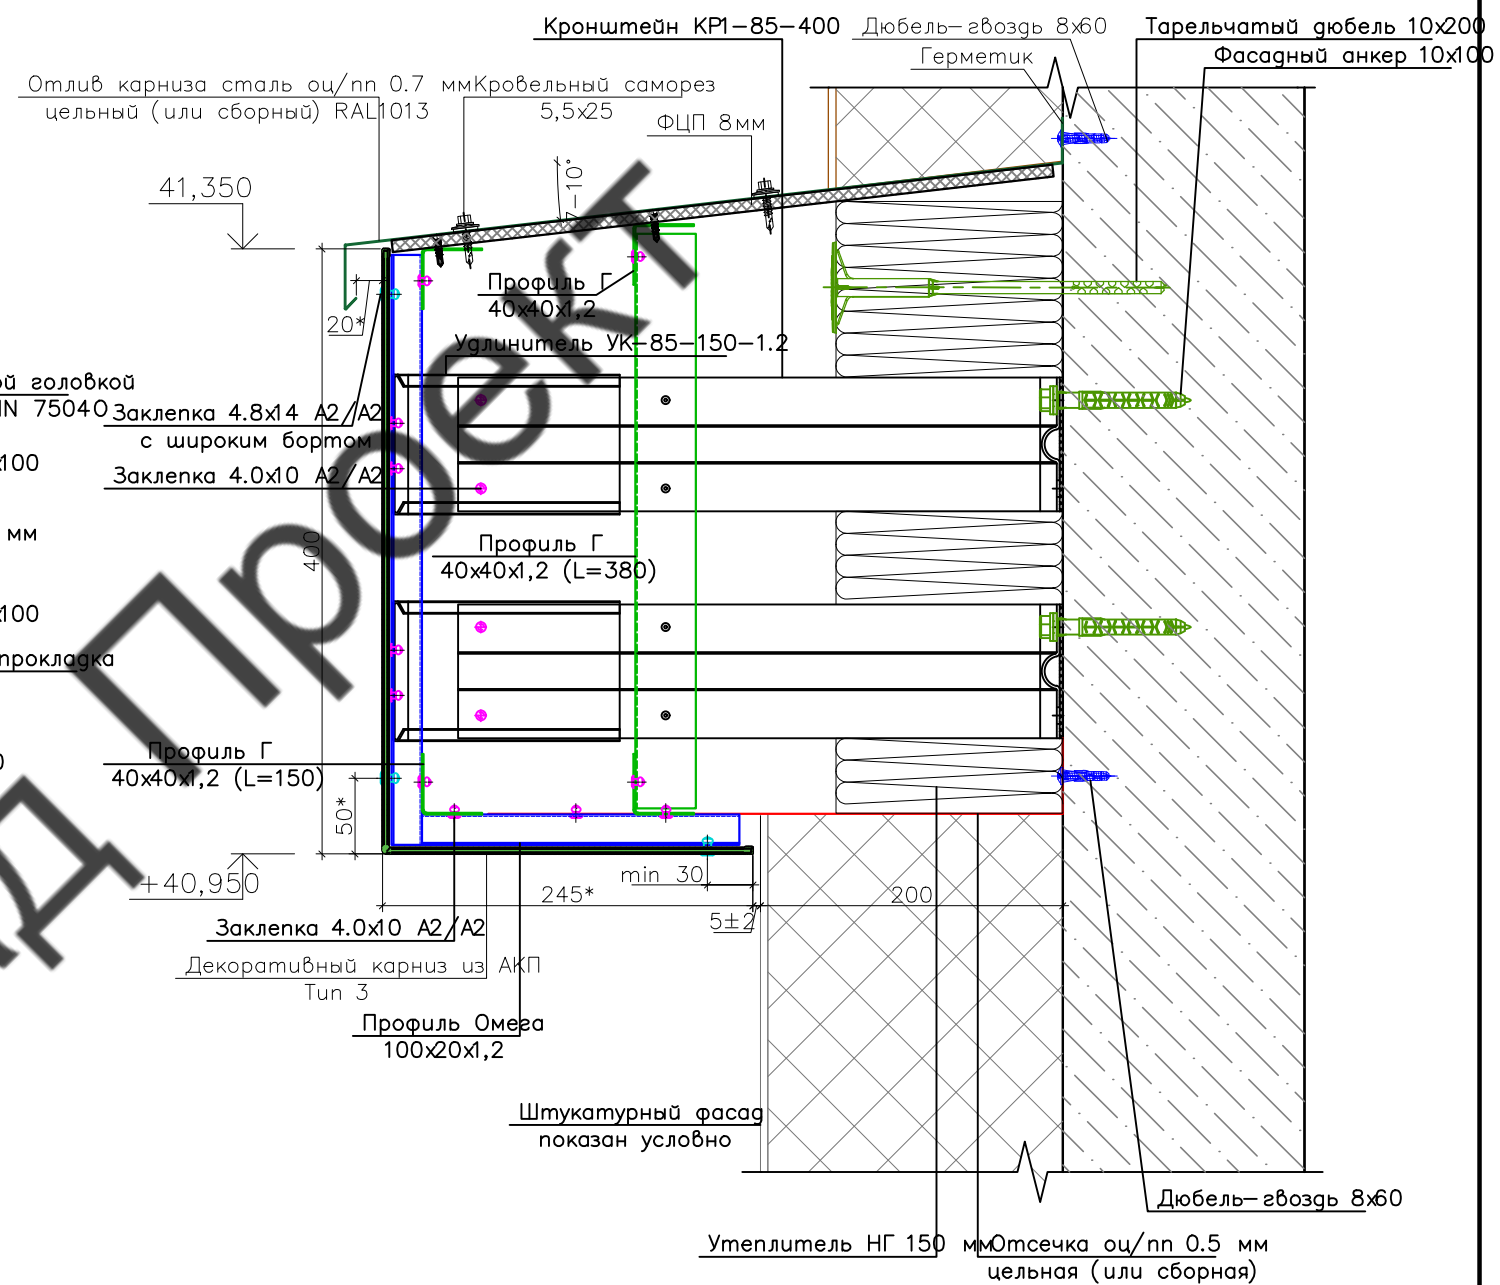 Кронштейн КР1-85-400
Дюбель-гвоздь 8х60
Тарельчатый дюбель 10х200
Герметик
Фасадный анкер 10х100
Отлив карниза сталь оц/пп 0.7 мм
цельный (или сборный) RAL1013
Кровельный саморез
5,5х25
ФЦП 8мм
7-10°
41,350
Профиль Г
40х40х1,2
20*
Удлинитель УК-85-150-1.2
ой головкой
IN 75040
Заклепка 4.8х14 А2/А2
с широким бортом
х100
Заклепка 4.0х10 А2/А2
мм
400
Профиль Г
40х40х1,2 (L=380)
х100
прокладка
Профиль Г
40х40х1,2 (L=150)
0
50*
+40,950
min 30
245*
200
5±2
Заклепка 4.0х10 А2/А2
Декоративный карниз из АКП
Тип 3
Профиль Омега
100х20х1,2
Штукатурный фасад
показан условно
Дюбель-гвоздь 8х60
Утеплитель НГ 150 мм
Отсечка оц/пп 0.5 мм
цельная (или сборная)
Проект